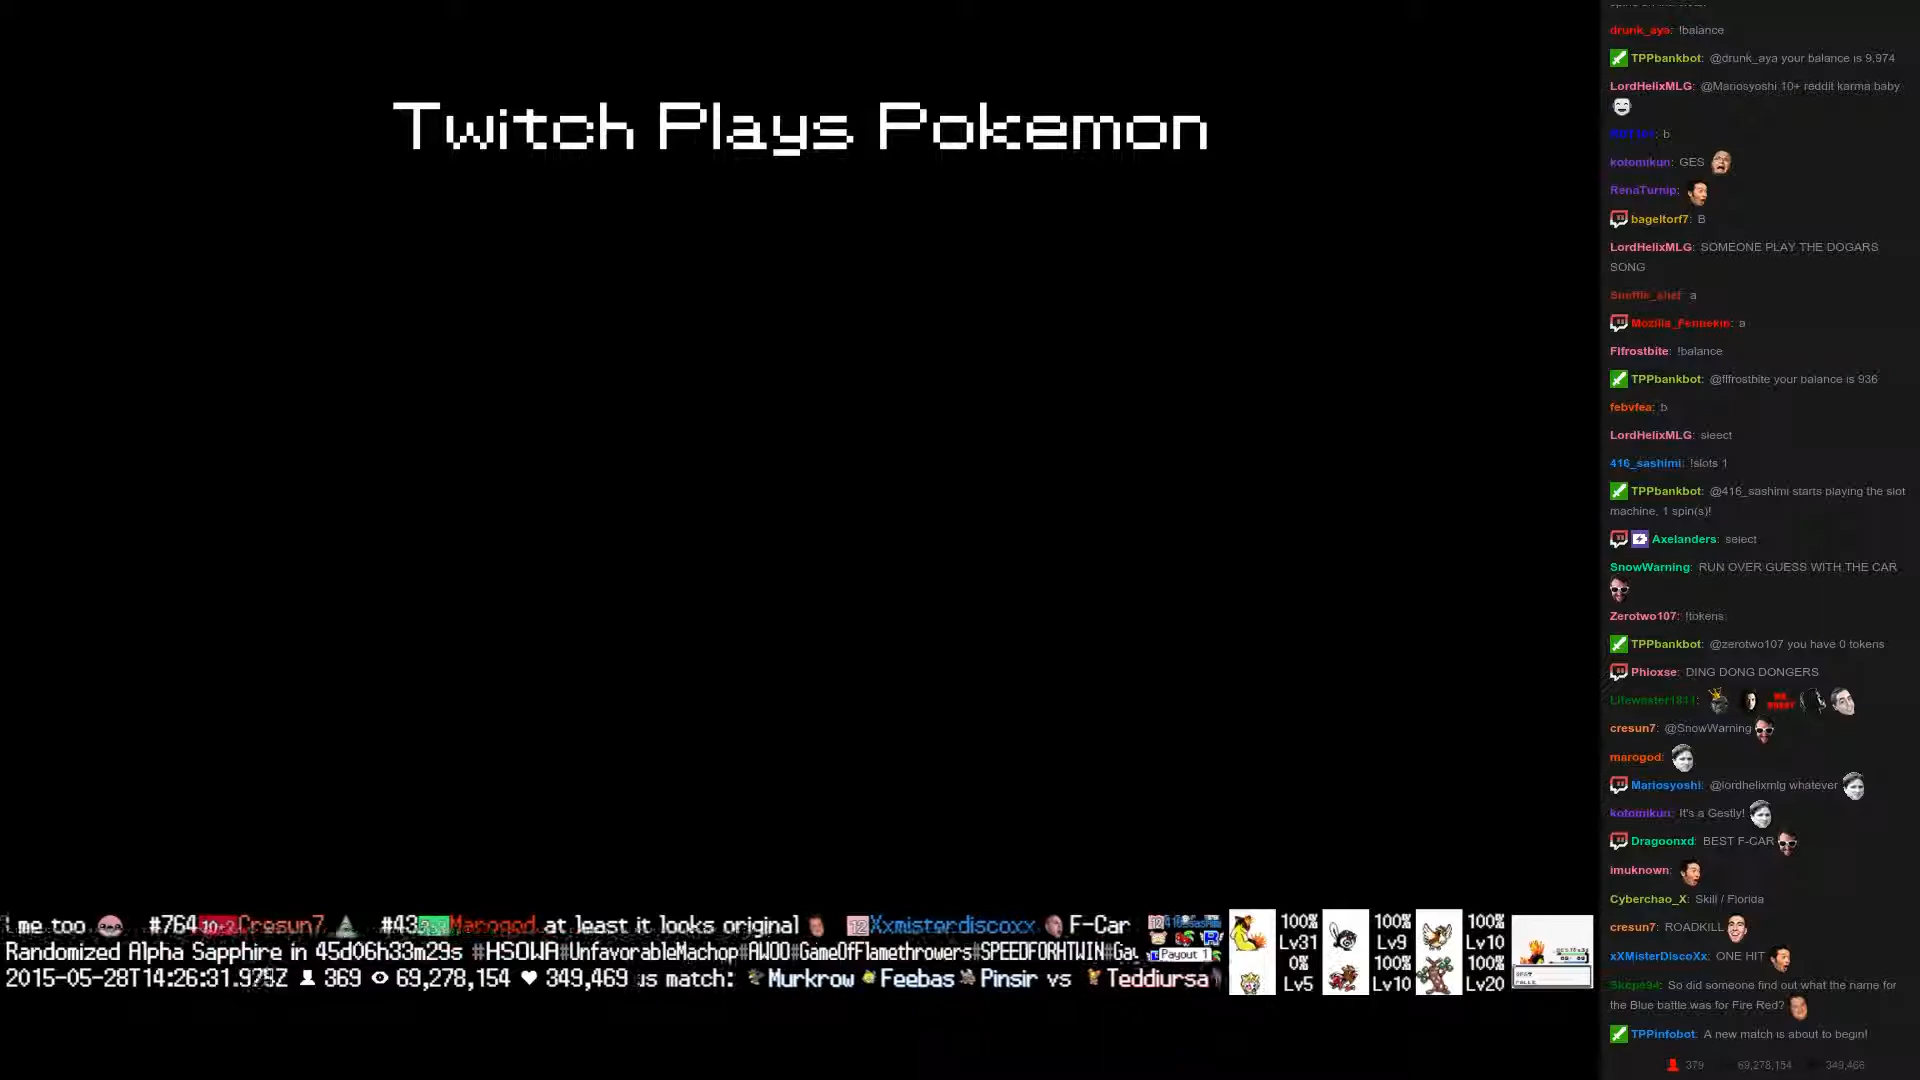 Twitch Plays Pokemon
drunk_aya: !balance
TPPbankbot: @drunk_aya your balance is 9,974
LordHelixMLG: @Mariosyoshi 10+ reddit karma baby
: b
kotomikun: GES
RenaTurnip:
bageltorf7: B
LordHelixMLG: SOMEONE PLAY THE DOGARS
SONG
a
Mozilla_Fennekin: a
Flfrostbite: !balance
TPPbankbot: @flfrostbite your balance is 936
febvfea: b
LordHelixMLG: sleect
416_sashimi: !slots 1
TPPbankbot: @416_sashimi starts playing the slot
machine, 1 spin(s)!
Axelanders: select
SnowWarning: RUN OVER GUESS WITH THE CAR
Zerotwo107: !tokens
TPPbankbot: @zerotwo107 you have 0 tokens
Phioxse: DING DONG DONGERS
Lifewaster1811:
cresun7: @SnowWarning
marogod:
Mariosyoshi: @lordhelixmlg whatever
kotomikun: It's a Gestly!
Dragoonxd: BEST F-CAR
imuknown:
Cyberchao_X: Skill / Florida
cresun7: ROADKILL
xXMisterDiscoXx: ONE HIT
So did someone find out what the name for
the Blue battle was for Fire Red?
TPPinfobot: A new match is about to begin!
379 69,278,154 349,466
me too #764 Cresun7 #43 Marogod at least it looks original 12 Xxmisterdiscoxx F-Car
Randomized Alpha Sapphire in 45d06h33m29s #HSOWA#UnfavorableMachop#AWOO#GameOfFlamethrowers#SPEEDFORHTWIN#Ga
2015-05-28T14:26:31. 369 69,278,154 349,469 is match: Murkrow Feebas Pinsir vs Teddiursa
Payout 1
100% 100% 100%
Lv31 Lv9 Lv10
0% 100% 100%
Lv5 Lv10 Lv20